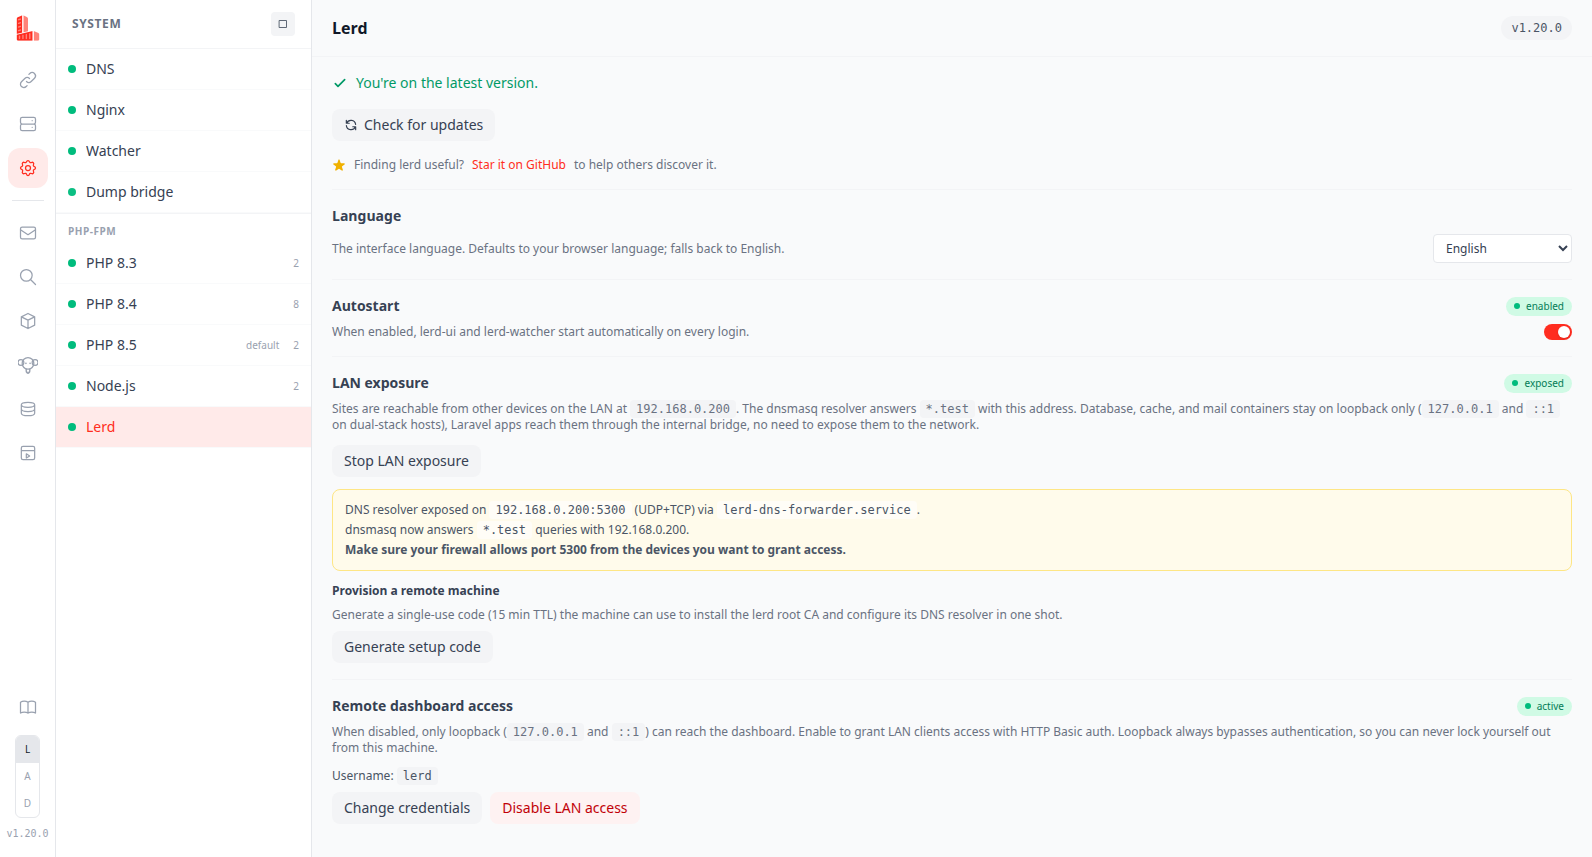 SYSTEM
DNS
Nginx
Watcher
Dump bridge
PHP-FPM
PHP 8.3 2
PHP 8.4 8
PHP 8.5 default 2
Node.js 2
Lerd
L
A
D
v1.20.0
Lerd v1.20.0
You're on the latest version.
Check for updates
Finding lerd useful? Star it on GitHub to help others discover it.
Language
The interface language. Defaults to your browser language; falls back to English. English
Autostart enabled
When enabled, lerd-ui and lerd-watcher start automatically on every login.
LAN exposure exposed
Sites are reachable from other devices on the LAN at 192.168.0.200. The dnsmasq resolver answers *.test with this address. Database, cache, and mail containers stay on loopback only ( 127.0.0.1 and ::1
on dual-stack hosts), Laravel apps reach them through the internal bridge, no need to expose them to the network.
Stop LAN exposure
DNS resolver exposed on 192.168.0.200:5300 (UDP+TCP) via lerd-dns-forwarder.service .
dnsmasq now answers *.test queries with 192.168.0.200.
Make sure your firewall allows port 5300 from the devices you want to grant access.
Provision a remote machine
Generate a single-use code (15 min TTL) the machine can use to install the lerd root CA and configure its DNS resolver in one shot.
Generate setup code
Remote dashboard access active
When disabled, only loopback ( 127.0.0.1 and ::1 ) can reach the dashboard. Enable to grant LAN clients access with HTTP Basic auth. Loopback always bypasses authentication, so you can never lock yourself out
from this machine.
Username: lerd
Change credentials Disable LAN access